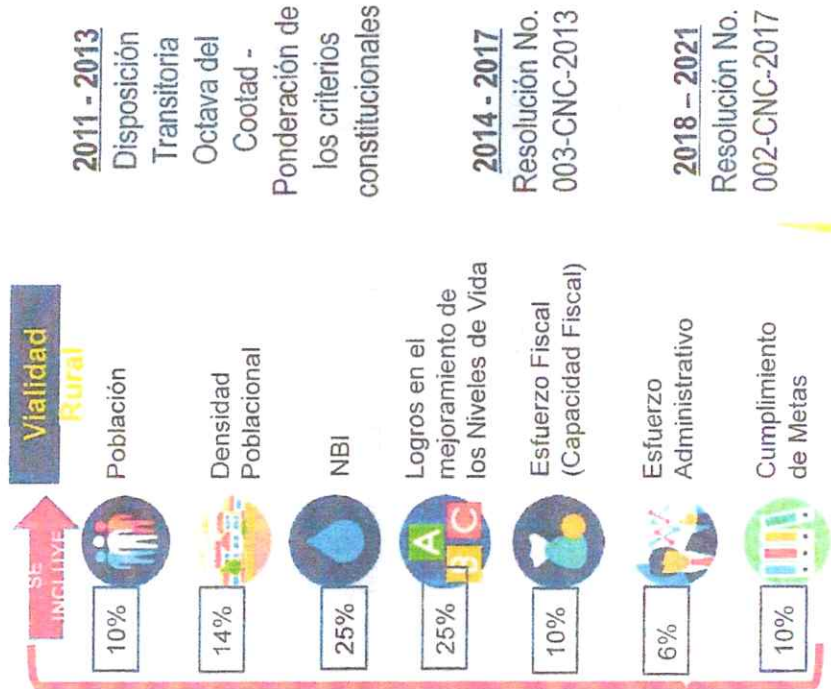 SE
INCLUYE
Vialidad
Rural
10%
Población
14%
Densidad
Poblacional
25%
NBI
25%
Logros en el
mejoramiento de
los Niveles de Vida
A
B
C
10%
Esfuerzo Fiscal
(Capacidad Fiscal)
6%
Esfuerzo
Administrativo
10%
Cumplimiento
de Metas
2011 - 2013
Disposición
Transitoria
Octava del
Cootad -
Ponderación de
los criterios
constitucionales
2014 - 2017
Resolución No.
003-CNC-2013
2018 – 2021
Resolución No.
002-CNC-2017